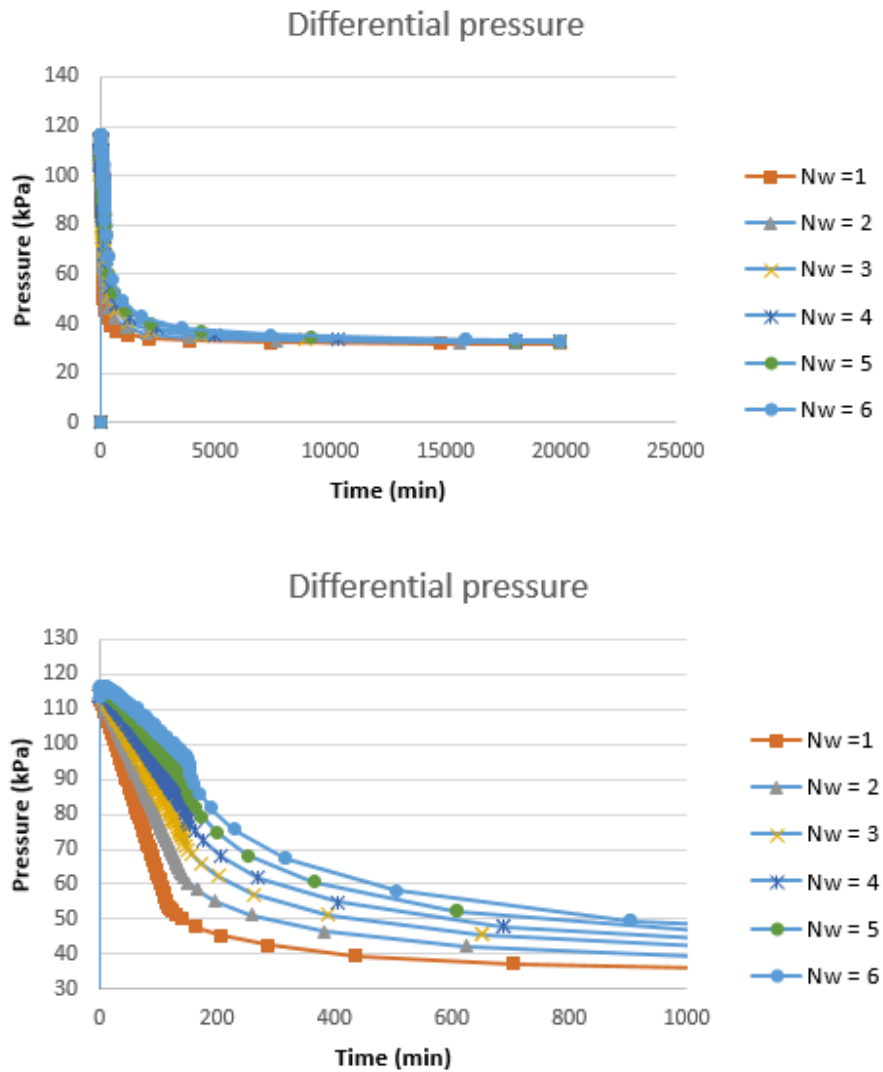 Differential pressure
140
120
100
80
60
40
20
0
Pressure (kPa)
0 5000 10000 15000 20000 25000
Time (min)
Nw =1
Nw = 2
Nw = 3
Nw = 4
Nw = 5
Nw = 6
Differential pressure
130
120
110
100
90
80
70
60
50
40
30
Pressure (kPa)
0 200 400 600 800 1000
Time (min)
Nw =1
Nw = 2
Nw = 3
Nw = 4
Nw = 5
Nw = 6